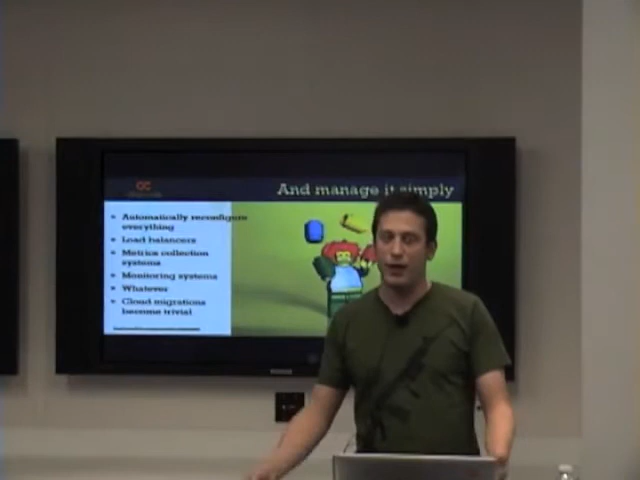 And manage it simply
Automatically reconfigure
everything
Load balancers
Metrics collection
systems
Monitoring systems
Whatever
Cloud migrations
become trivial